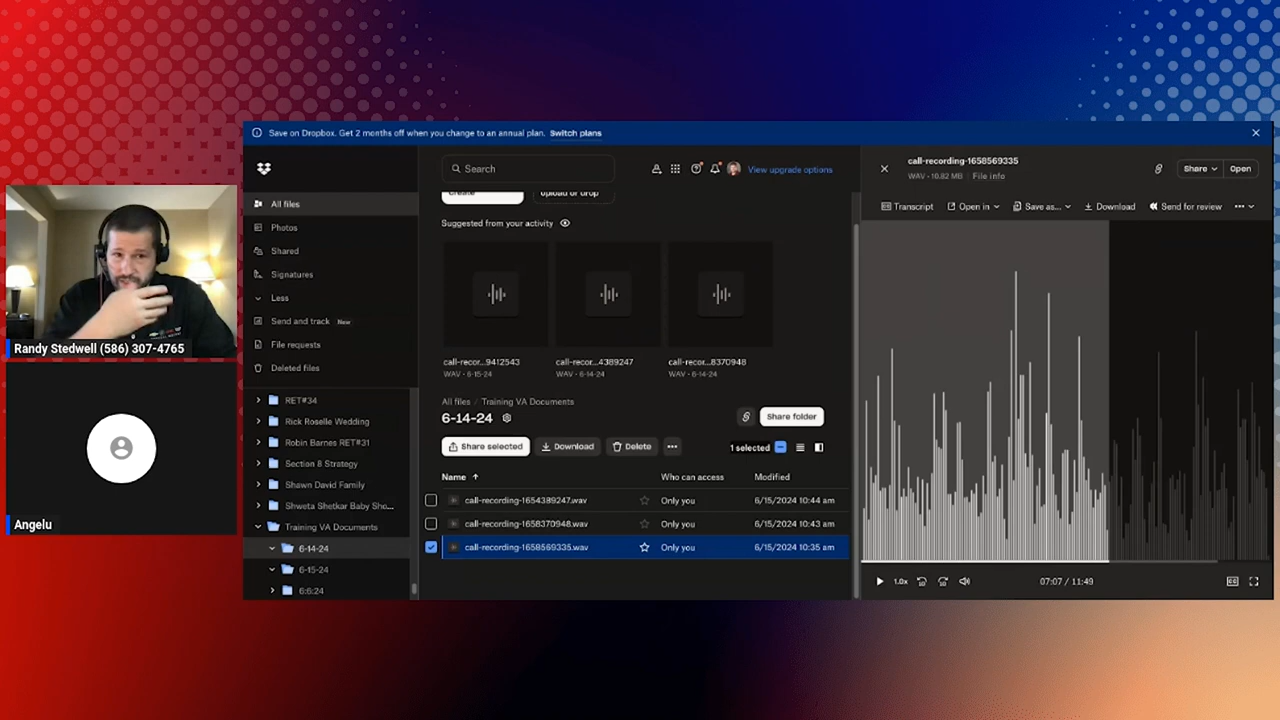 Save on Dropbox. Get 2 months off when you change to an annual plan. Switch plans
Search
View upgrade options
call-recording-1658569335
WAV • 10.82 MB File info
Share
Open
Transcript
Open in
Save as...
Download
Send for review
All files
Photos
Shared
Signatures
Less
Send and track New
File requests
Deleted files
Create
Upload or drop
Suggested from your activity
call-recor...9412543
WAV • 6-15-24
call-recor...4389247
WAV • 6-14-24
call-recor...8370948
WAV • 6-14-24
RET#34
Rick Roselle Wedding
Robin Barnes RET#31
Section 8 Strategy
Shawn David Family
Shweta Shetkar Baby Sho...
Training VA Documents
6-14-24
6-15-24
6:6:24
All files / Training VA Documents
6-14-24
Share folder
Share selected
Download
Delete
1 selected
Name Who can access Modified
call-recording-1654389247.wav Only you 6/15/2024 10:44 am
call-recording-1658370948.wav Only you 6/15/2024 10:43 am
call-recording-1658569335.wav Only you 6/15/2024 10:35 am
1.0x
07:07 / 11:49
Randy Stedwell (586) 307-4765
Angelu